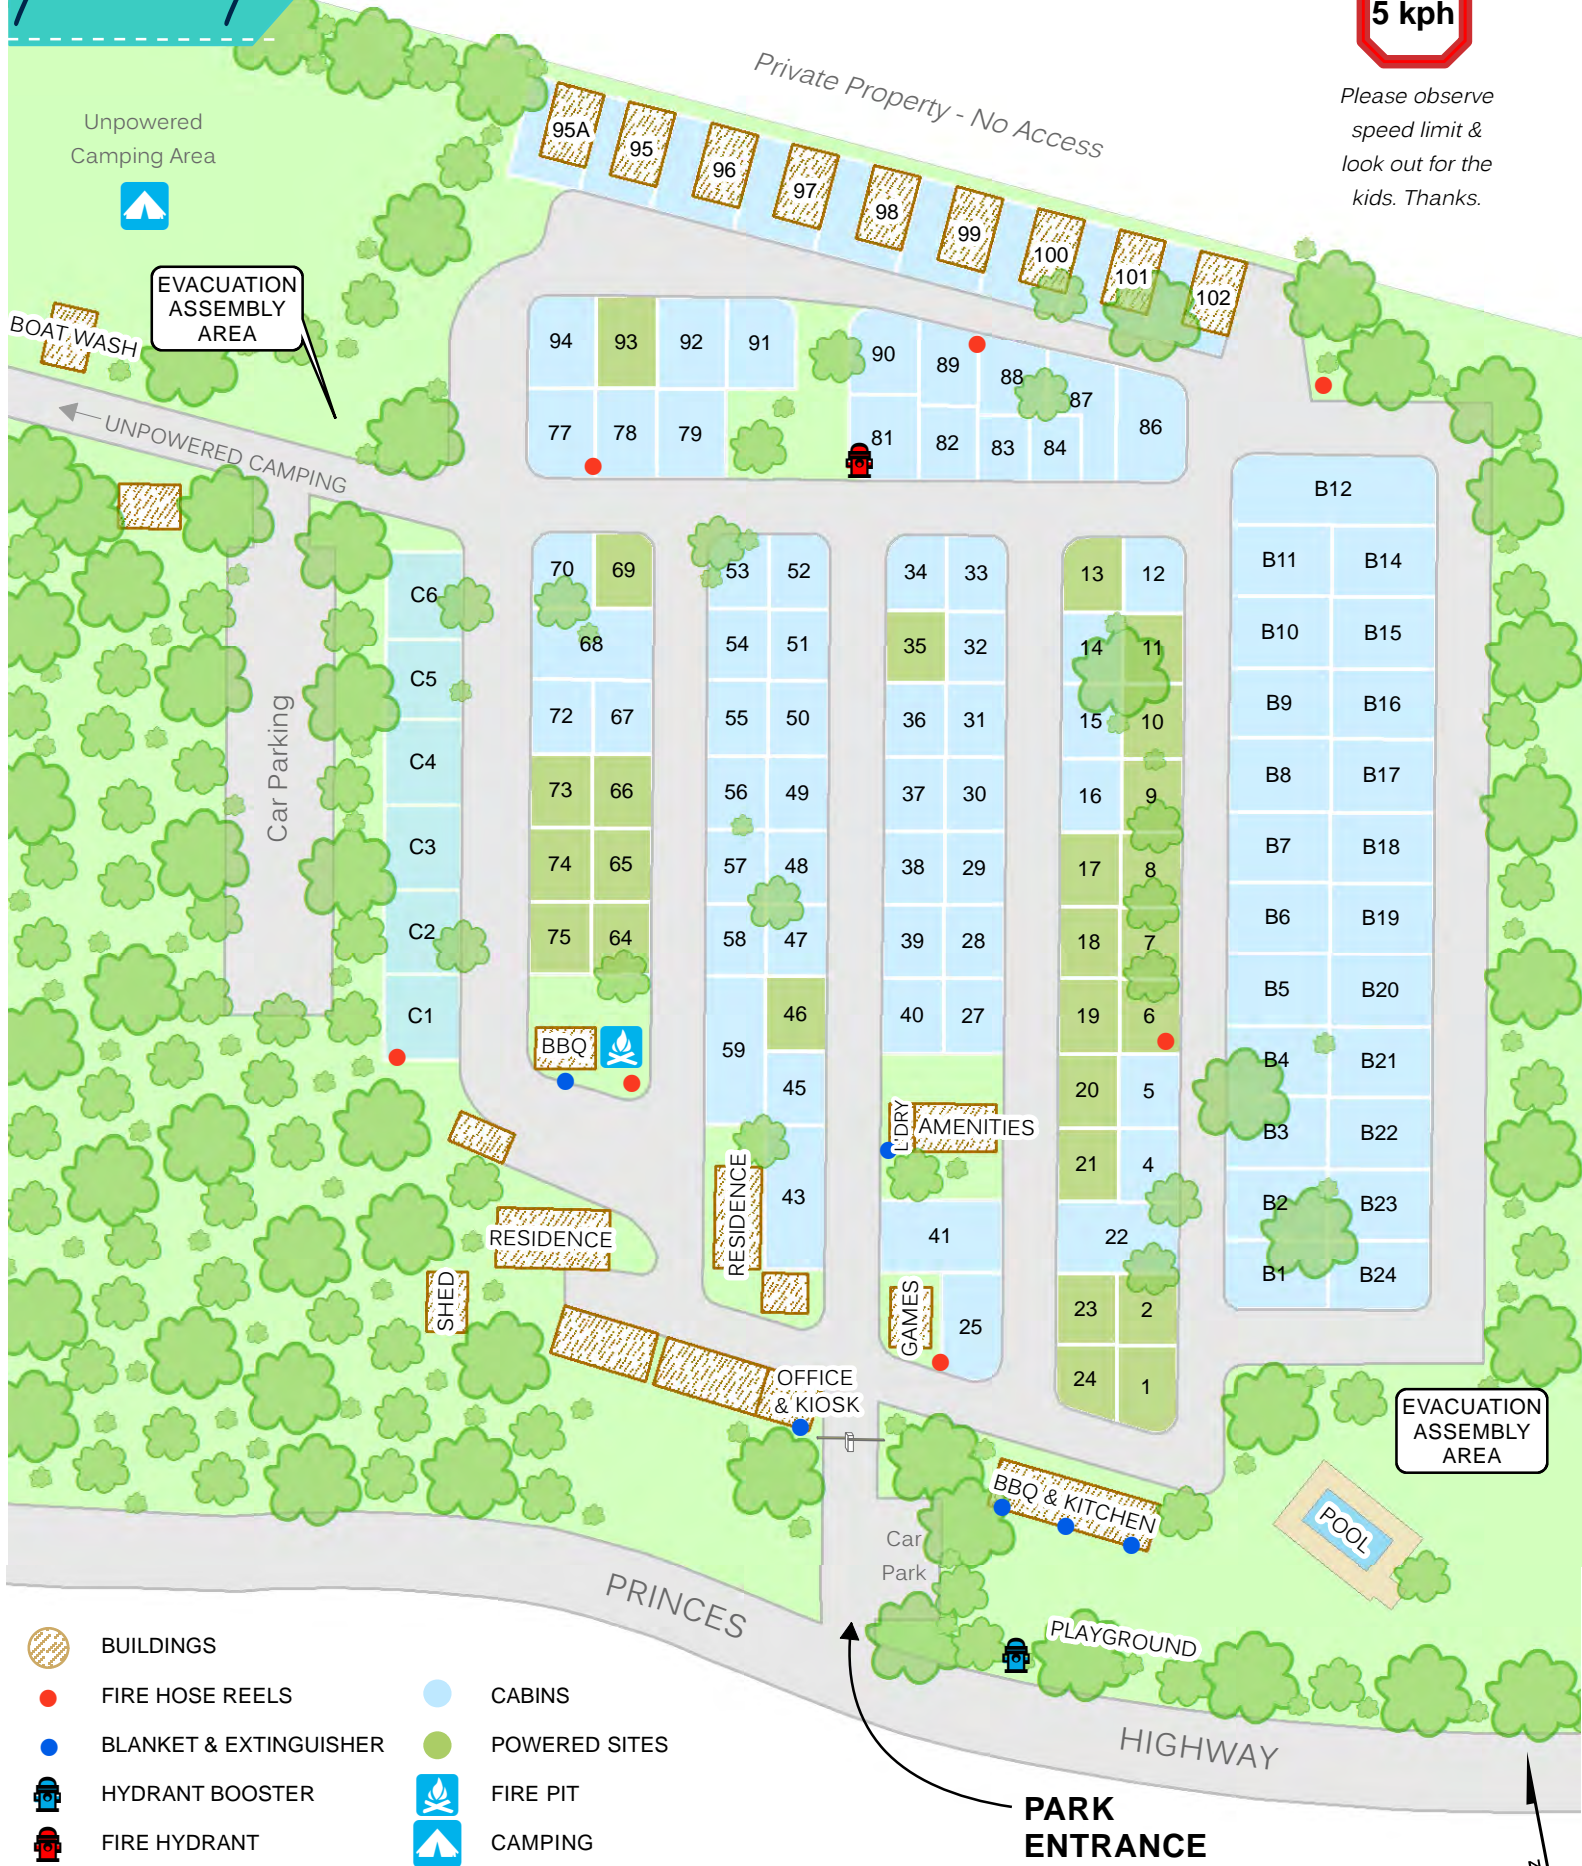 5 kph
Please observe
speed limit &
look out for the
kids. Thanks.
Private Property - No Access
Unpowered
Camping Area
EVACUATION
ASSEMBLY
AREA
BOAT WASH
UNPOWERED CAMPING
95A
95
96
97
98
99
100
101
102
94
93
92
91
90
89
88
87
86
77
78
79
81
82
83
84
Car Parking
C6
C5
C4
C3
C2
C1
70
69
68
72
67
73
66
74
65
75
64
BBQ
53
52
54
51
55
50
56
49
57
48
58
47
46
59
45
43
RESIDENCE
34
33
35
32
36
31
37
30
38
29
39
28
40
27
L'DRY
AMENITIES
41
GAMES
25
13
12
14
11
15
10
16
9
17
8
18
7
19
6
20
5
21
4
22
23
2
24
1
B12
B11
B14
B10
B15
B9
B16
B8
B17
B7
B18
B6
B19
B5
B20
B4
B21
B3
B22
B2
B23
B1
B24
RESIDENCE
SHED
OFFICE
& KIOSK
EVACUATION
ASSEMBLY
AREA
BBQ & KITCHEN
POOL
Car
Park
PLAYGROUND
PRINCES
HIGHWAY
PARK
ENTRANCE
BUILDINGS
FIRE HOSE REELS
BLANKET & EXTINGUISHER
HYDRANT BOOSTER
FIRE HYDRANT
CABINS
POWERED SITES
FIRE PIT
CAMPING